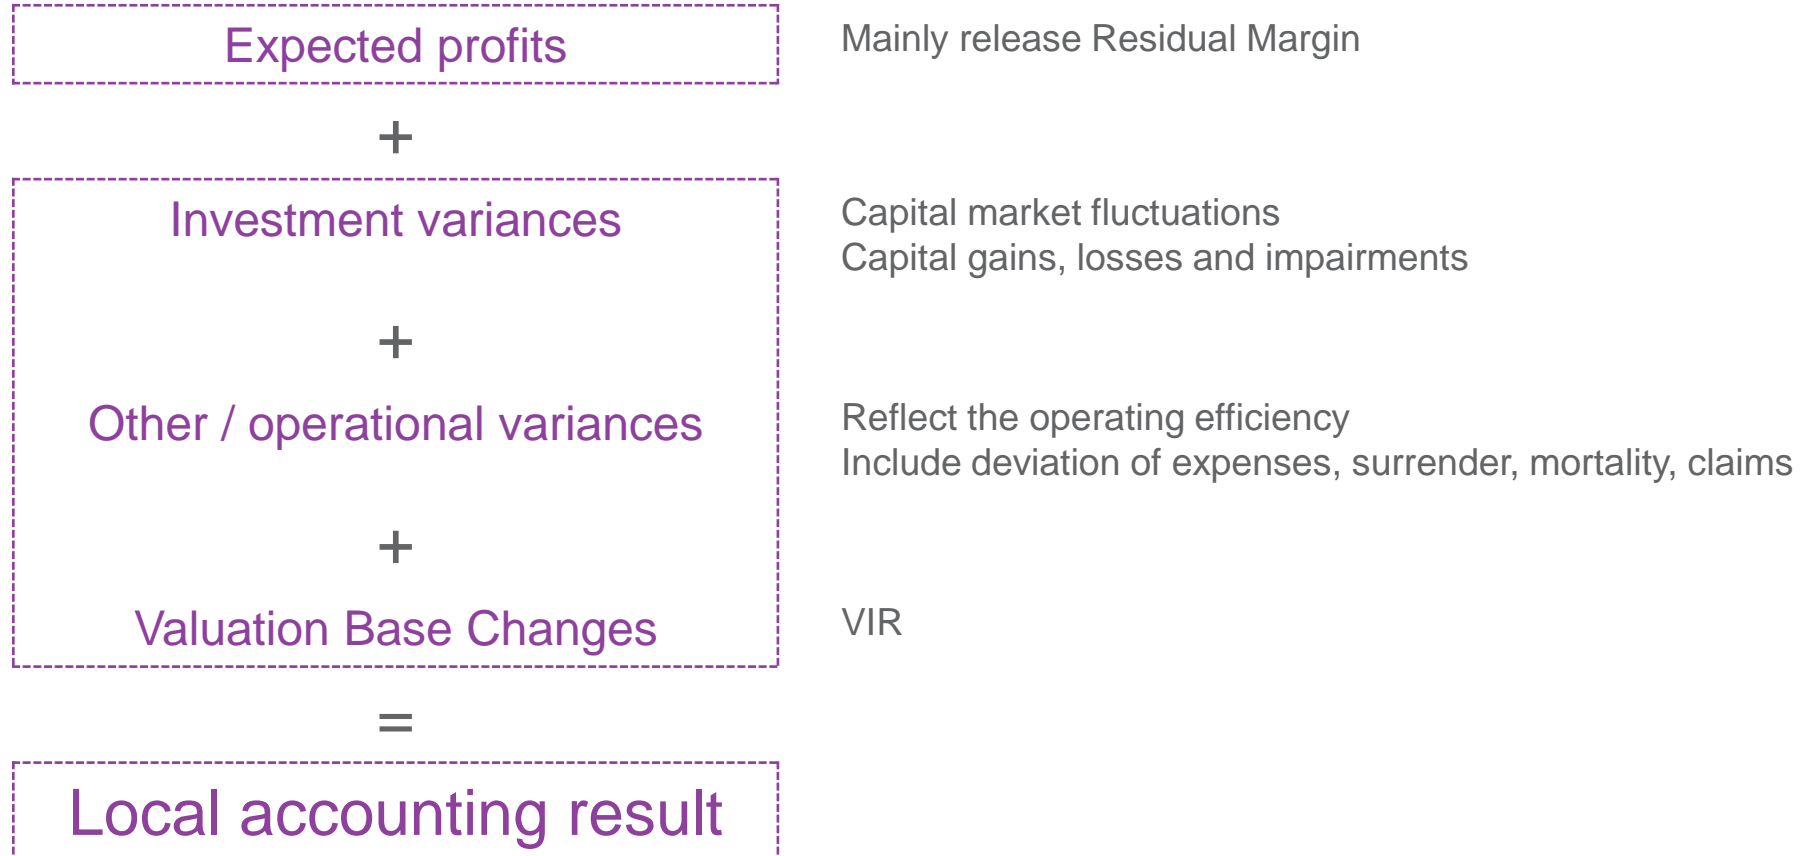 Expected profits
Mainly release Residual Margin
+
Investment variances
Capital market fluctuations
Capital gains, losses and impairments
+
Other / operational variances
Reflect the operating efficiency
Include deviation of expenses, surrender, mortality, claims
+
Valuation Base Changes
VIR
=
Local accounting result